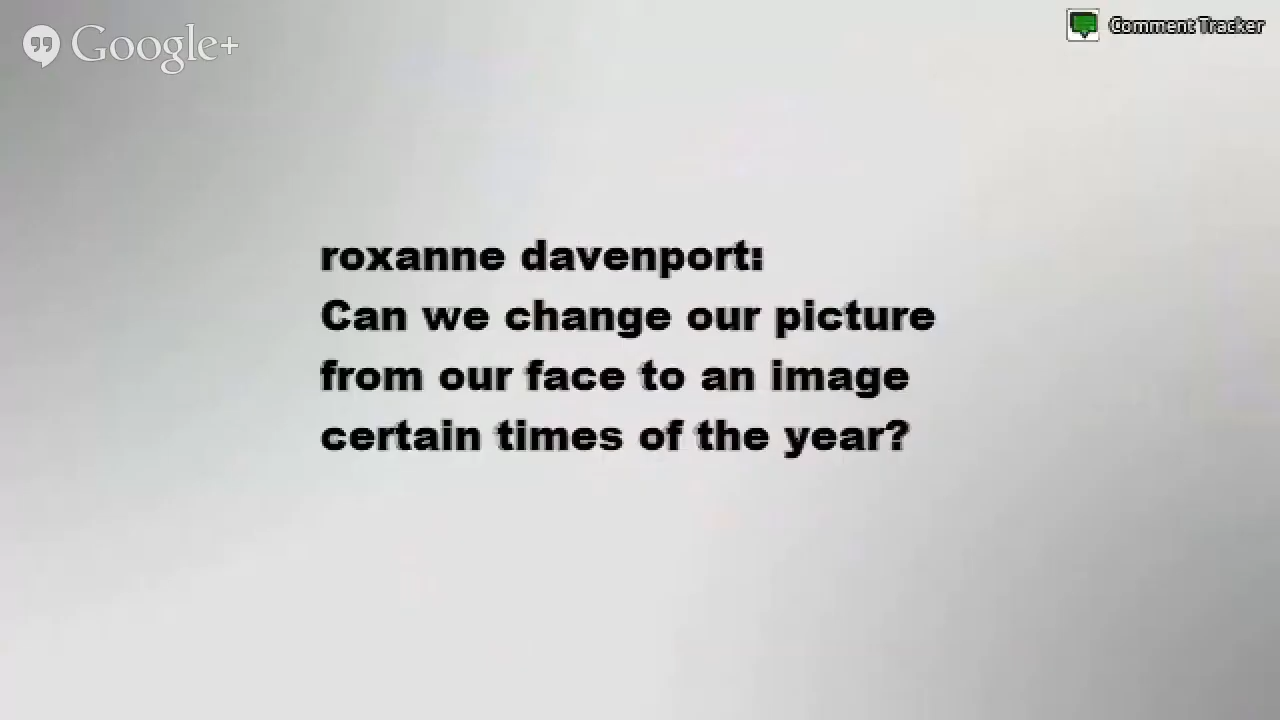 Google+
Comment Tracker
roxanne davenport:
Can we change our picture
from our face to an image
certain times of the year?